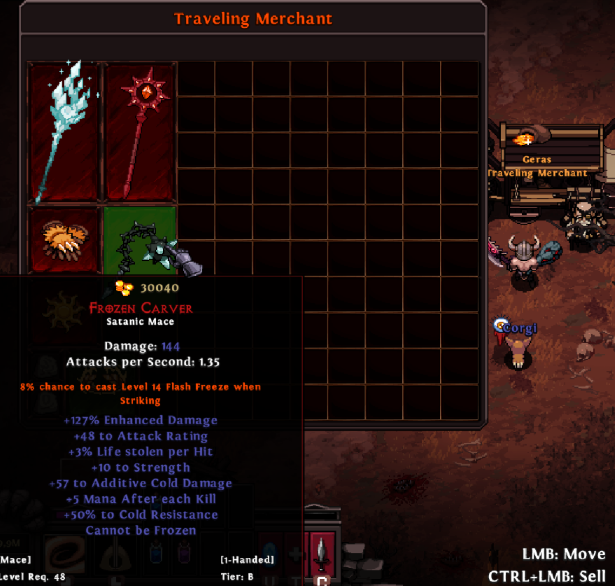 Traveling Merchant
Geras
Traveling Merchant
Corgi
30040
Frozen Carver
Satanic Mace
Damage: 144
Attacks per Second: 1.35
8% chance to cast Level 14 Flash Freeze when
Striking
+127% Enhanced Damage
+48 to Attack Rating
+3% Life stolen per Hit
+10 to Strength
+57 to Additive Cold Damage
+5 Mana After each Kill
+50% to Cold Resistance
Cannot be Frozen
Mace] [1-Handed]
Level Req. 48 Tier: B
LMB: Move
CTRL+LMB: Sell